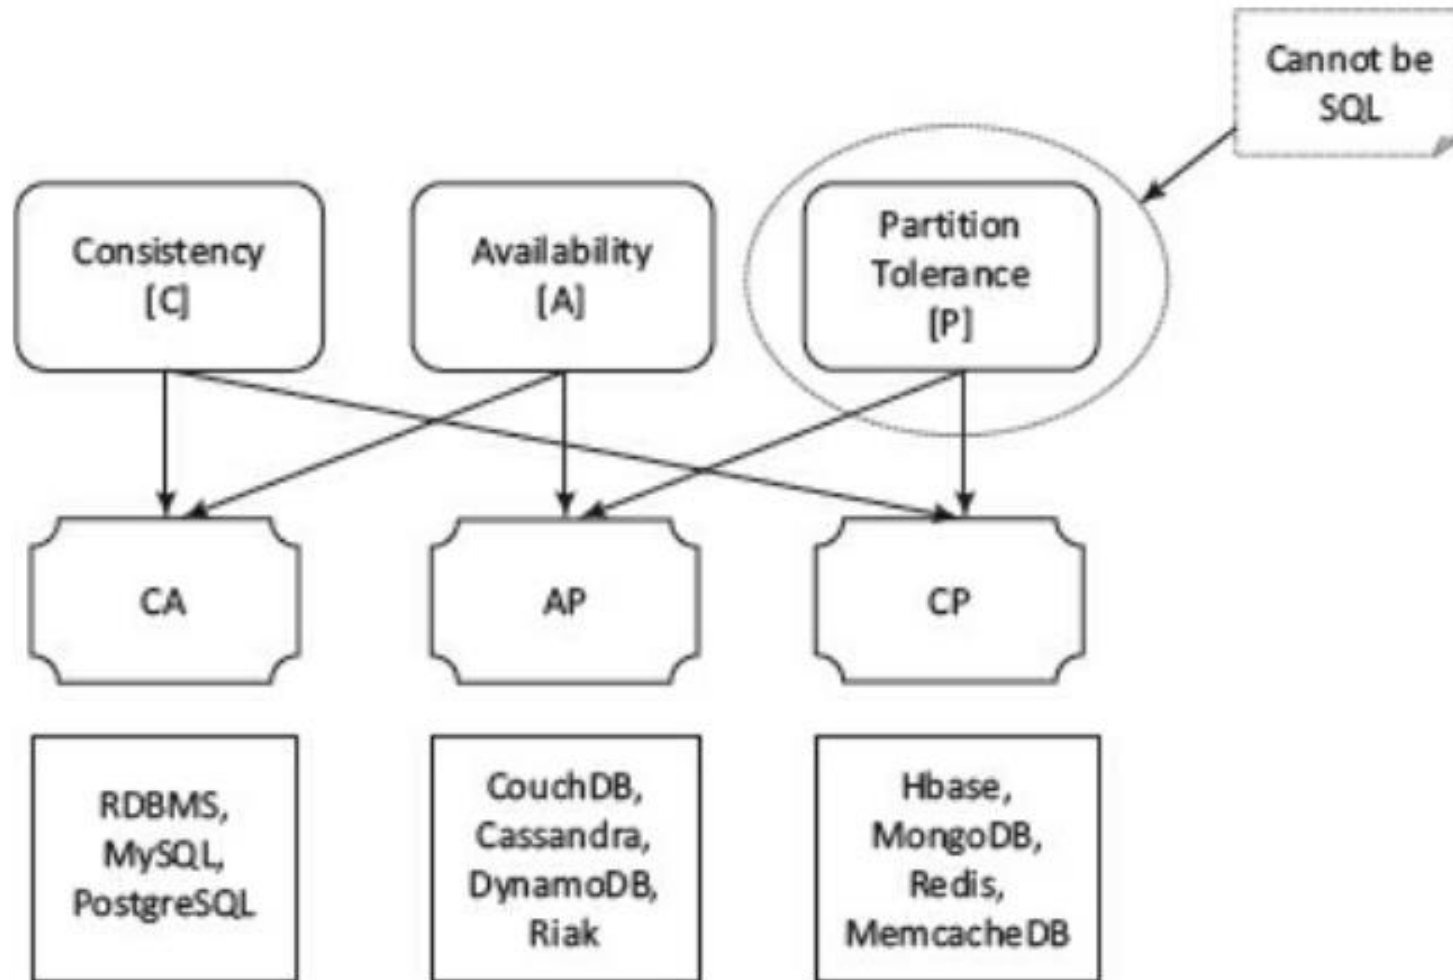 Cannot be
SQL
Consistency
[C]
Availability
[A]
Partition
Tolerance
[P]
CA
AP
CP
RDBMS,
MySQL,
PostgreSQL
CouchDB,
Cassandra,
DynamoDB,
Riak
Hbase,
MongoDB,
Redis,
MemcacheDB